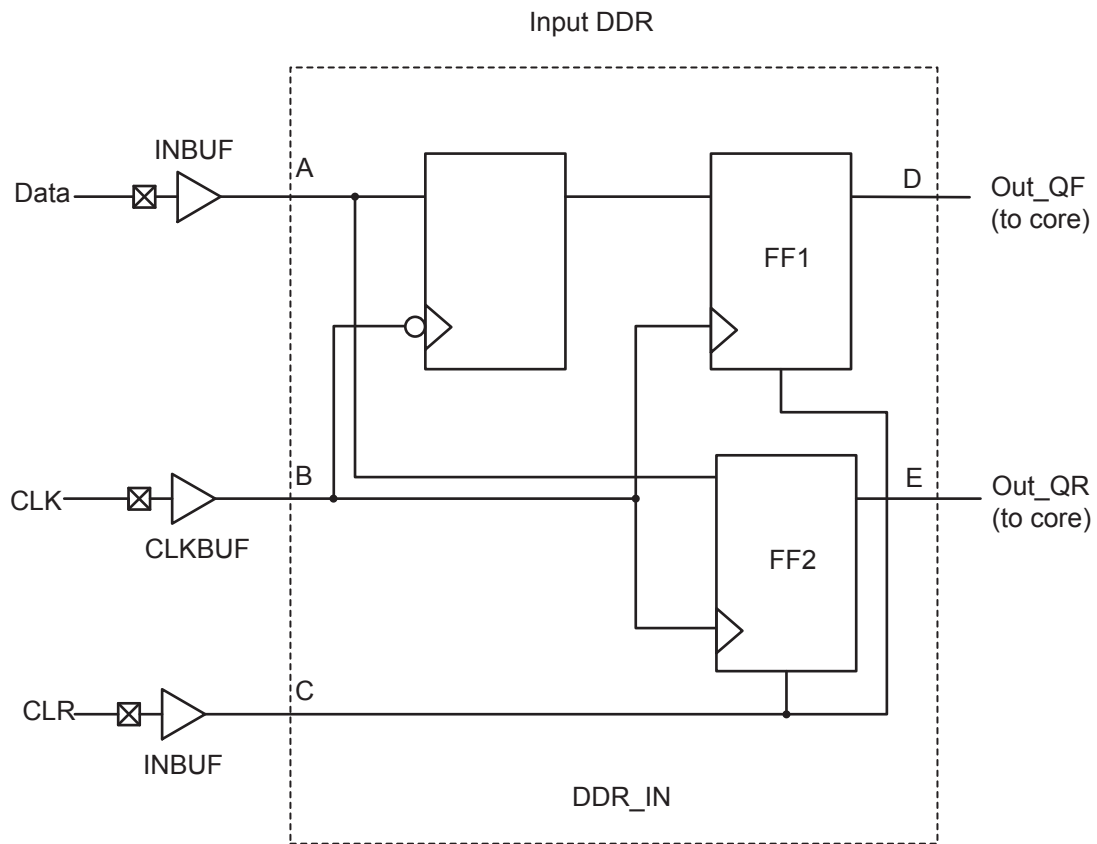 Input DDR
INBUF
Data
A
FF1
D
Out_QF
(to core)
CLK
CLKBUF
B
FF2
E
Out_QR
(to core)
CLR
INBUF
C
DDR_IN